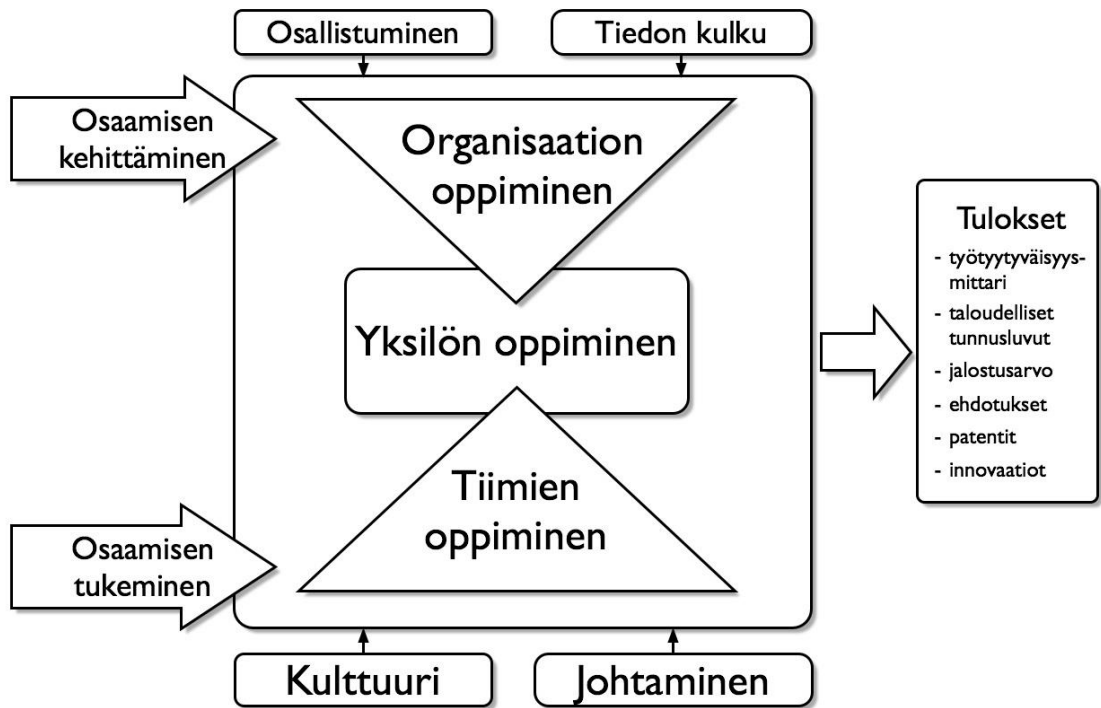 Osallistuminen
Tiedon kulku
Osaamisen
kehittäminen
Organisaation
oppiminen
Yksilön oppiminen
Tiimien
oppiminen
Osaamisen
tukeminen
Kulttuuri
Johtaminen
Tulokset
- työtyytyväisyys-
mittari
- taloudelliset
tunnusluvut
- jalostusarvo
- ehdotukset
- patentit
- innovaatiot